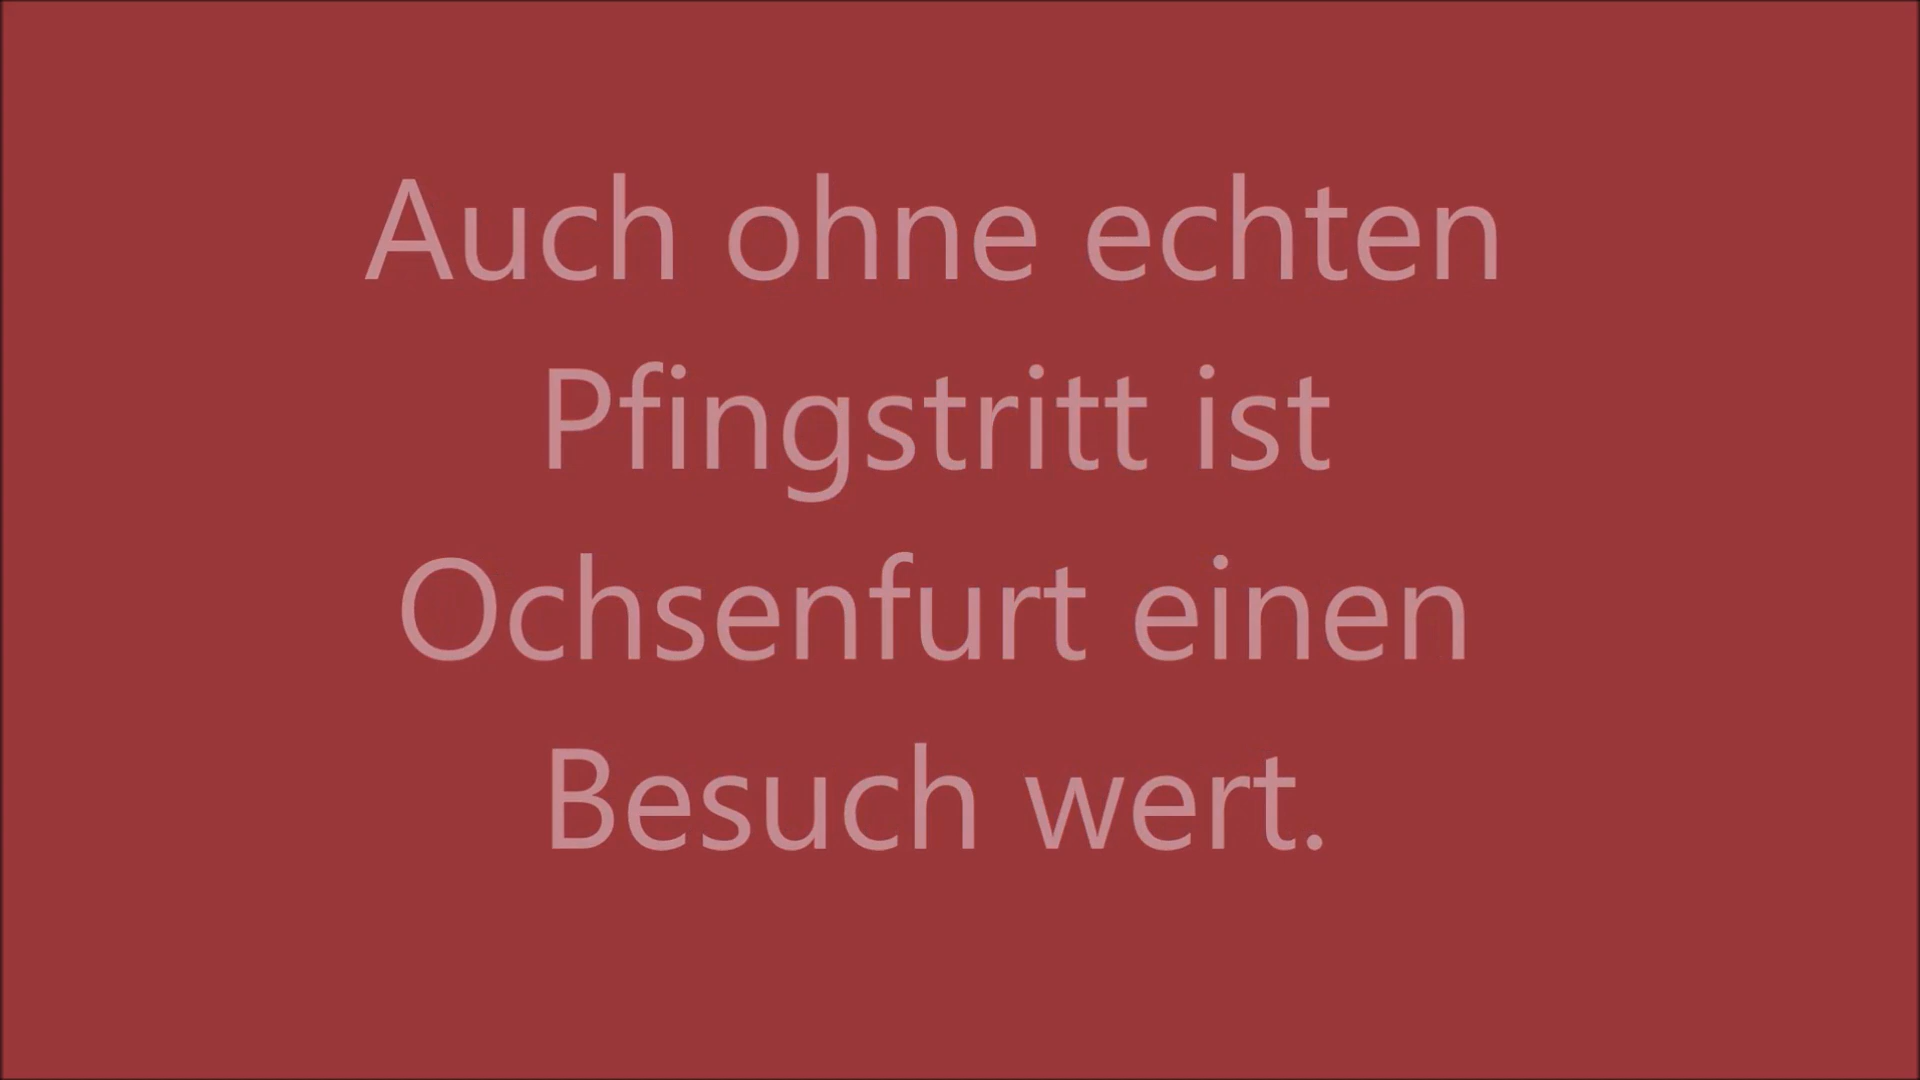 Auch ohne echten
Pfingstritt ist
Ochsenfurt einen
Besuch wert.